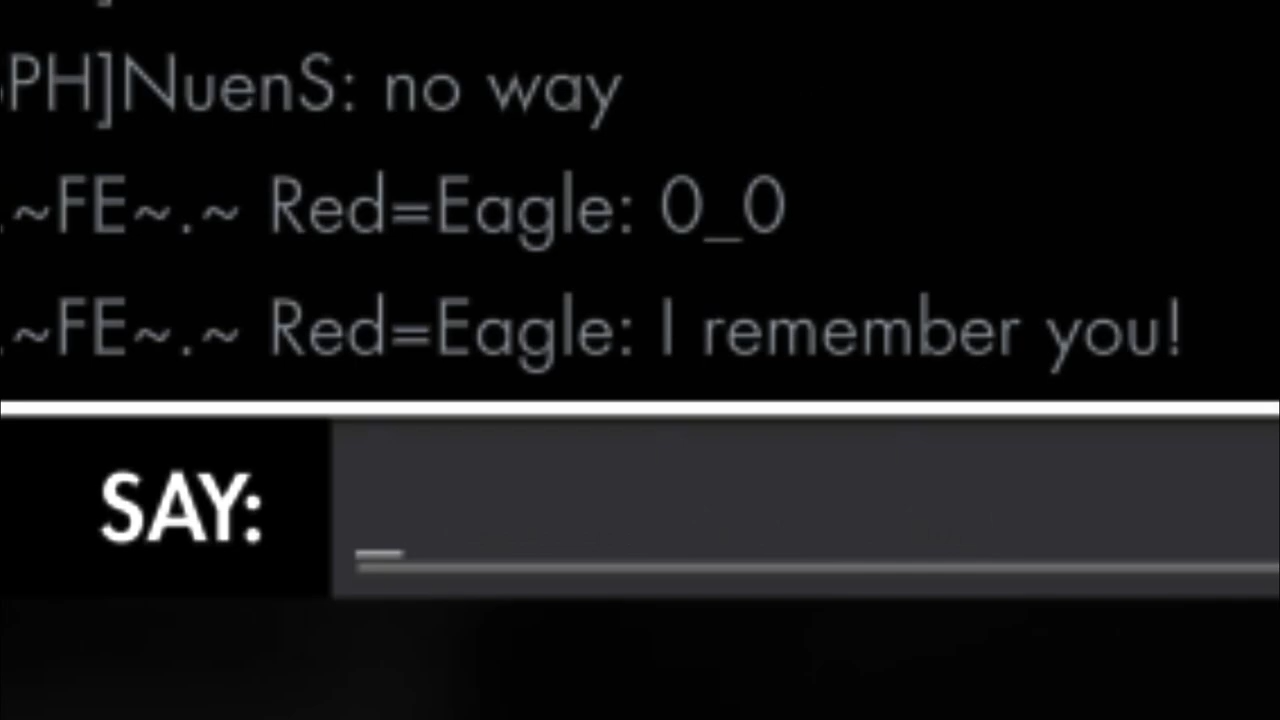 PH]NuenS: no way
.~FE~.~ Red=Eagle: 0_0
.~FE~.~ Red=Eagle: I remember you!
SAY: _